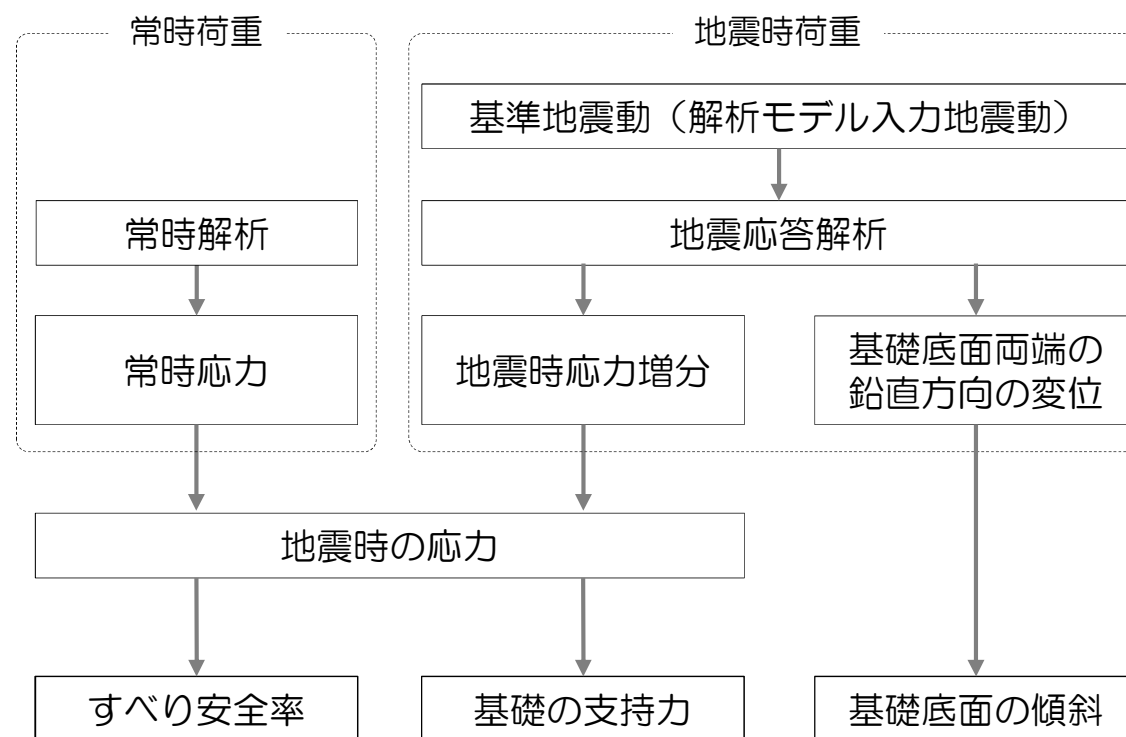 常時荷重
地震時荷重
基準地震動（解析モデル入力地震動）
常時解析
地震応答解析
常時応力
地震時応力増分
基礎底面両端の
鉛直方向の変位
地震時の応力
すべり安全率
基礎の支持力
基礎底面の傾斜